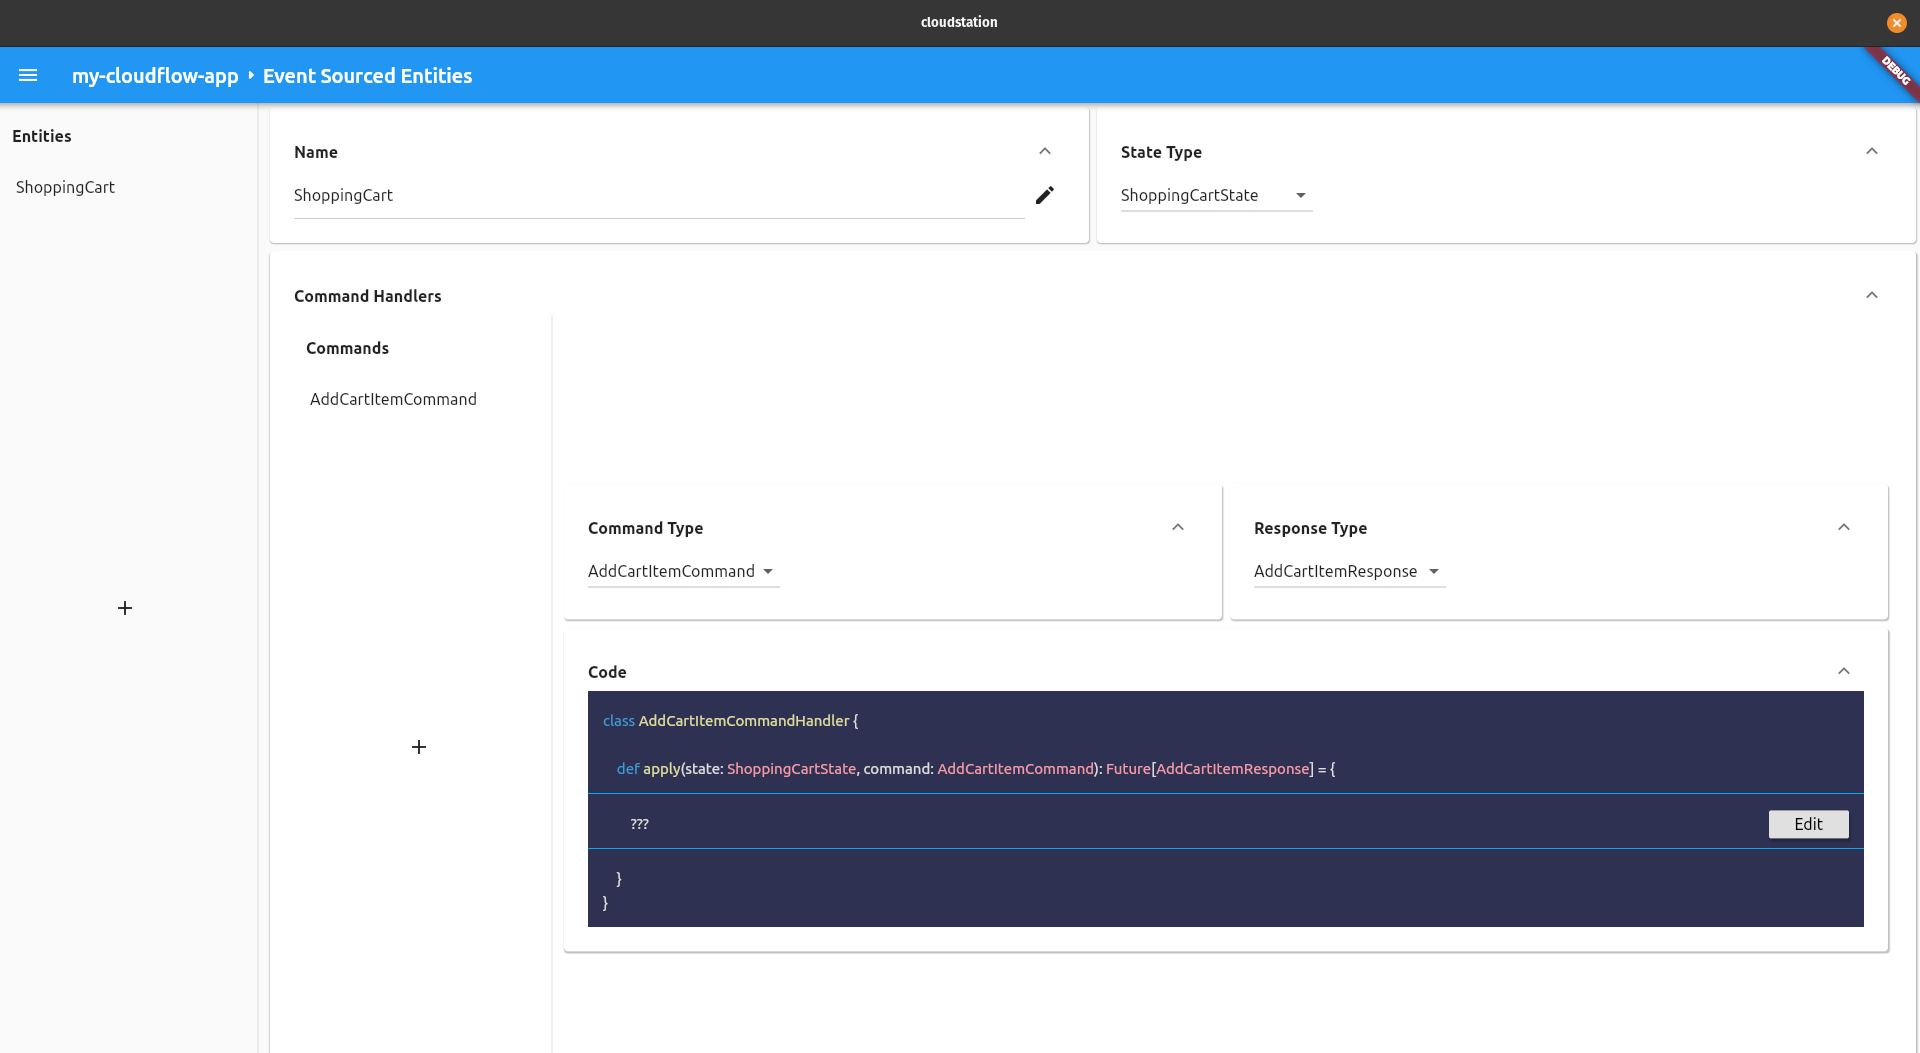 cloudstation
my-cloudflow-app Event Sourced Entities
DEBUG
Entities
ShoppingCart
Name
ShoppingCart
State Type
ShoppingCartState
Command Handlers
Commands
AddCartItemCommand
Command Type
AddCartItemCommand
Response Type
AddCartItemResponse
Code
class AddCartItemCommandHandler {
def apply(state: ShoppingCartState, command: AddCartItemCommand): Future[AddCartItemResponse] = {
???
Edit
}
}